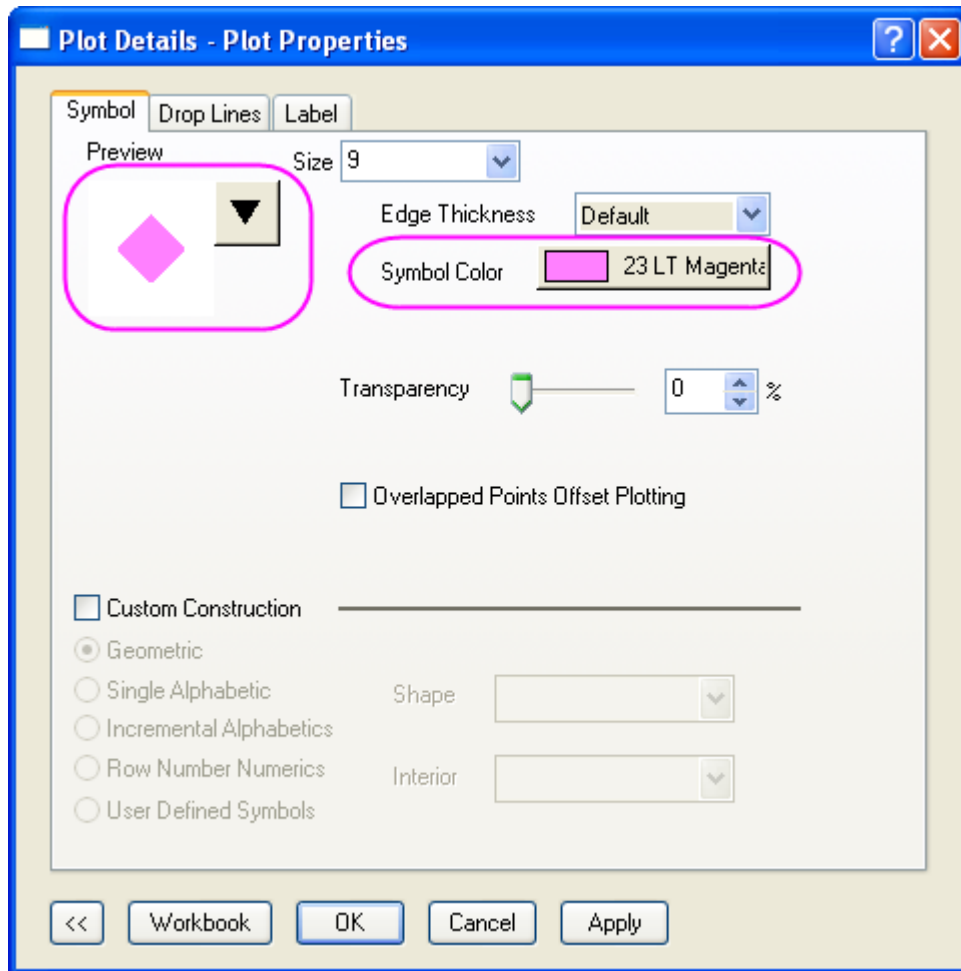 Plot Details - Plot Properties
Symbol Drop Lines Label
Preview
Size 9
Edge Thickness Default
Symbol Color 23 LT Magenta
Transparency 0 %
Overlapped Points Offset Plotting
Custom Construction
Geometric
Single Alphabetic
Shape
Incremental Alphabetics
Row Number Numerics
Interior
User Defined Symbols
<< Workbook OK Cancel Apply